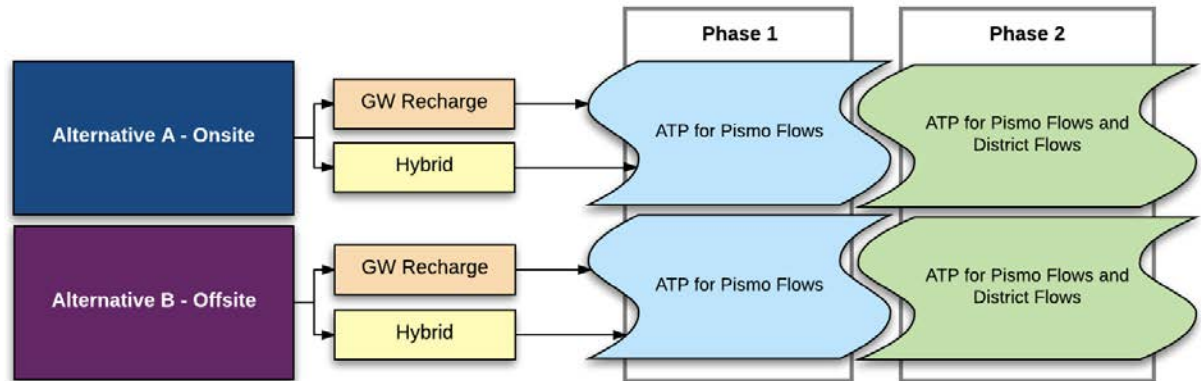 Phase 1
Phase 2
Alternative A - Onsite
GW Recharge
Hybrid
ATP for Pismo Flows
ATP for Pismo Flows and
District Flows
Alternative B - Offsite
GW Recharge
Hybrid
ATP for Pismo Flows
ATP for Pismo Flows and
District Flows